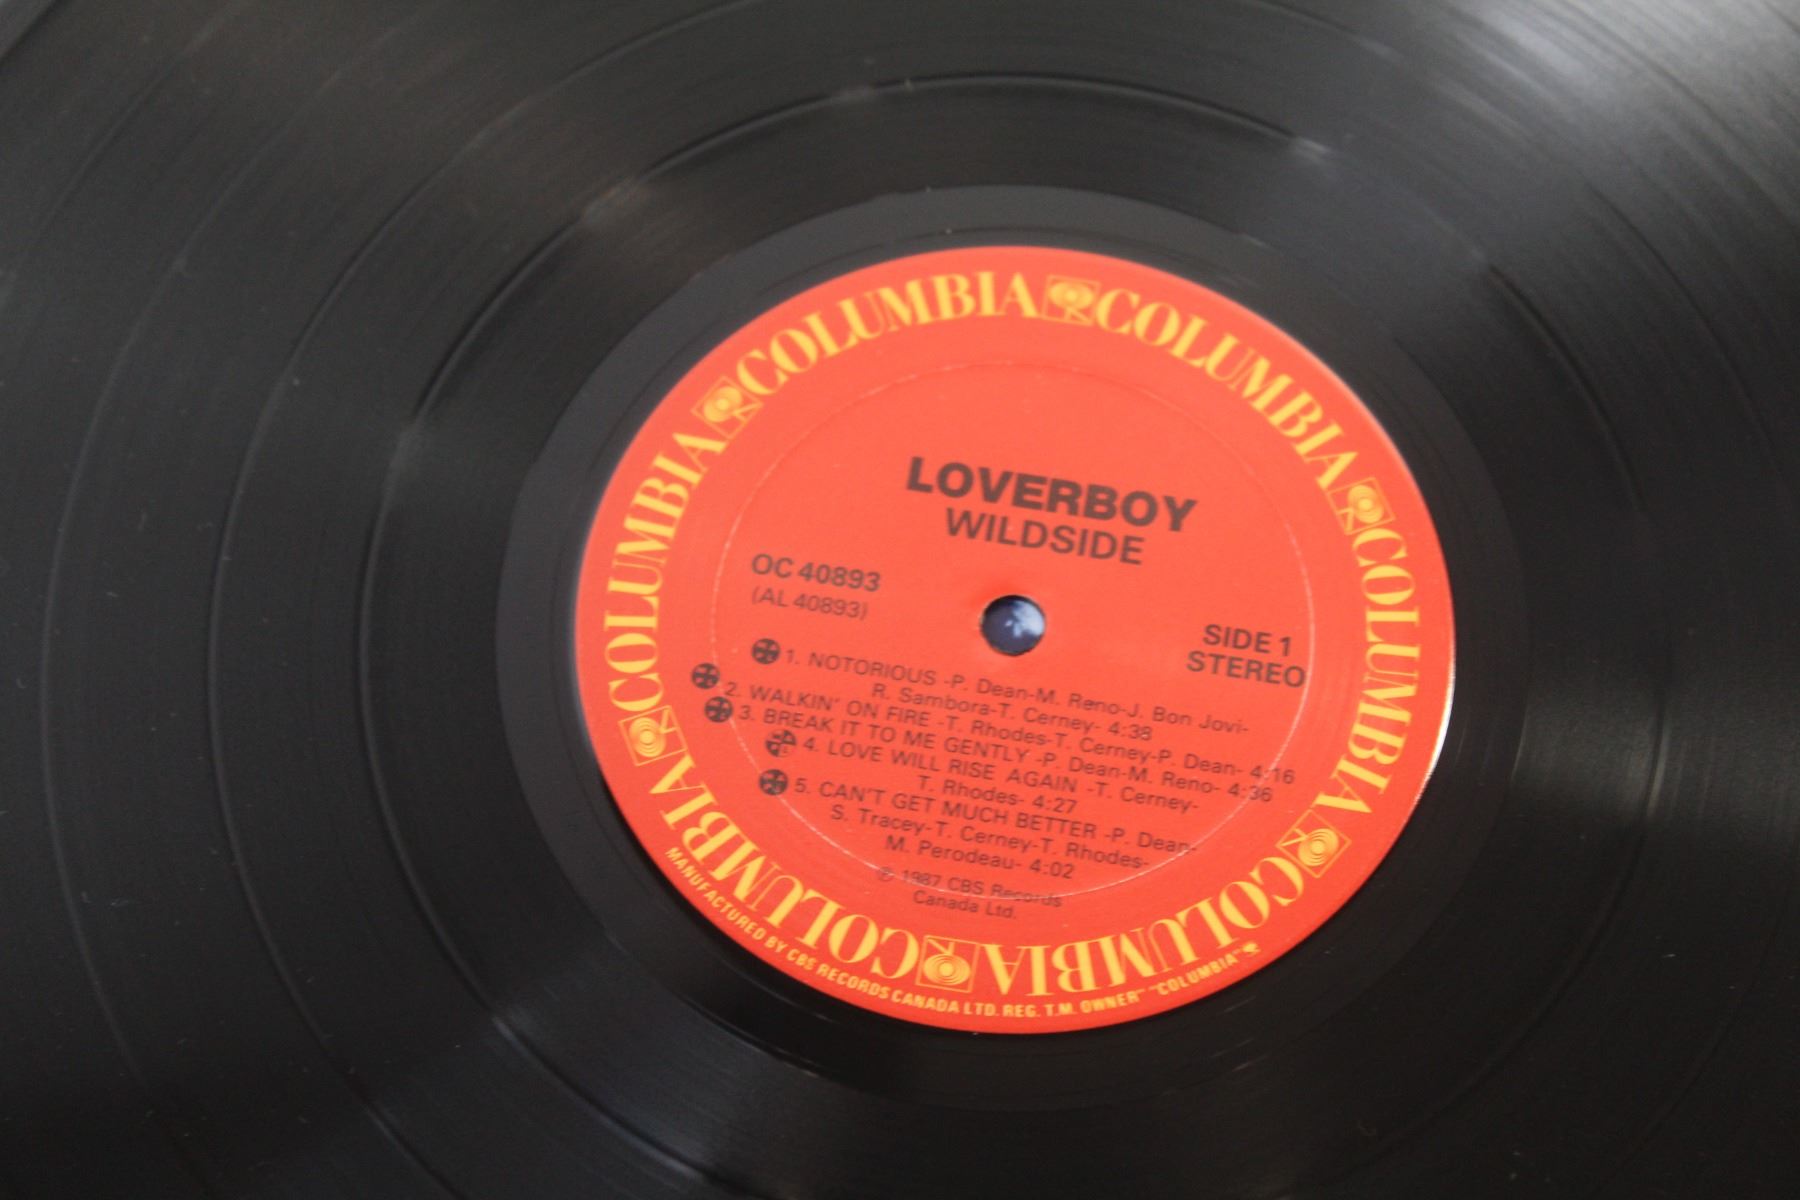 COLUMBIA COLUMBIA COLUMBIA COLUMBIA COLUMBIA COLUMBIA COLUMBIA
LOVERBOY
WILDSIDE
OC 40893
(AL 40893)
SIDE 1
STEREO
1. NOTORIOUS -P. Dean-M. Reno-J. Bon Jovi-
R. Sambora-T. Cerney- 4:38
2. WALKIN' ON FIRE -T. Rhodes-T. Cerney-P. Dean- 4:16
3. BREAK IT TO ME GENTLY -P. Dean-M. Reno- 4:36
4. LOVE WILL RISE AGAIN -T. Cerney-
T. Rhodes- 4:27
5. CAN'T GET MUCH BETTER -P. Dean-
S. Tracey-T. Cerney-T. Rhodes-
M. Perodeau- 4:02
℗ 1987 CBS Records
Canada Ltd.
MANUFACTURED BY CBS RECORDS CANADA LTD. REG. T.M. OWNER" "COLUMBIA"